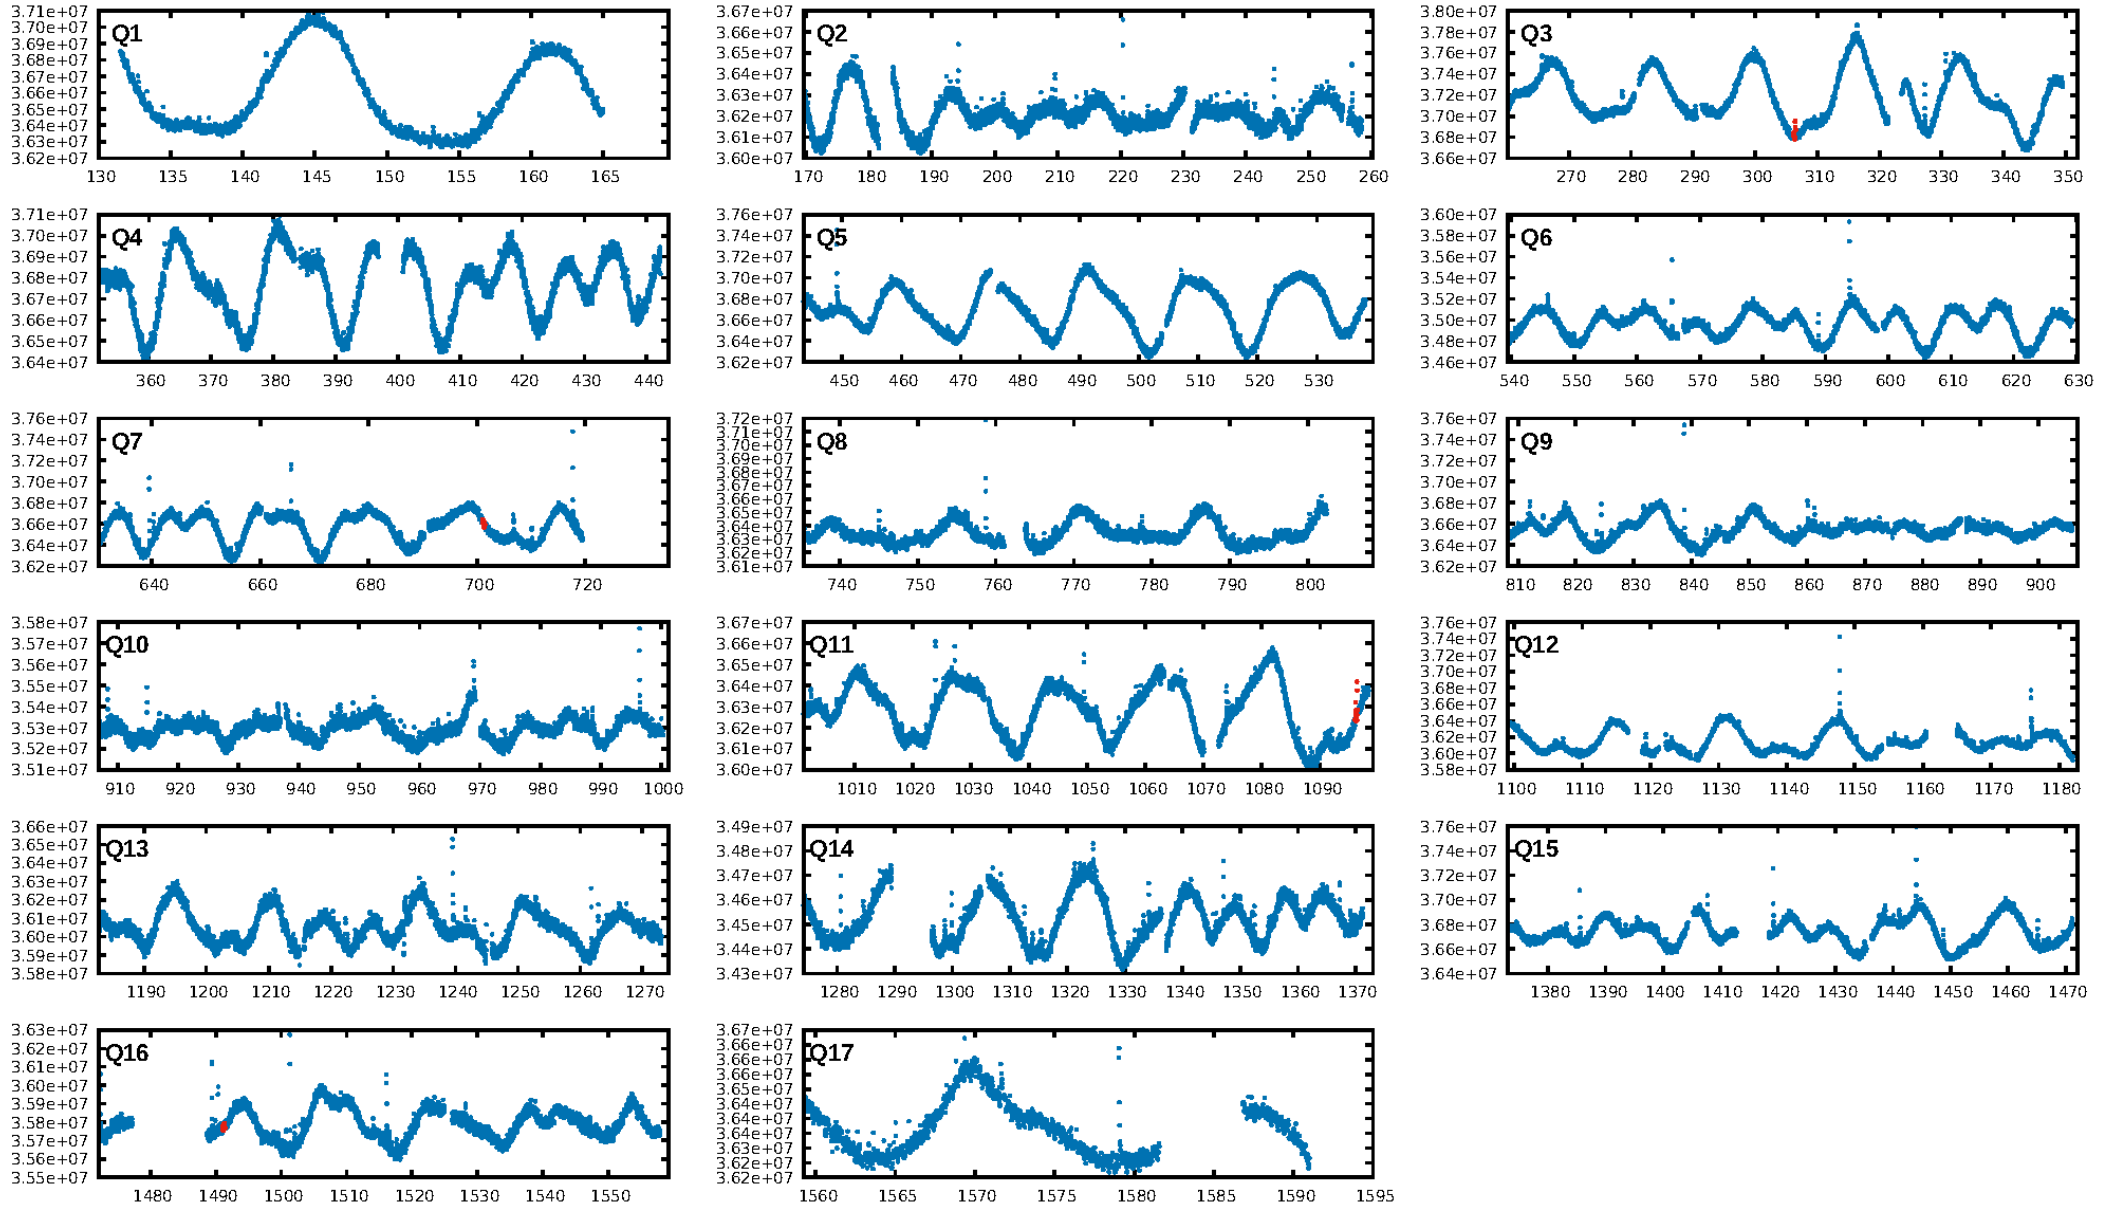 3.71e+07
3.70e+07
3.69e+07
3.68e+07
3.67e+07
3.66e+07
3.65e+07
3.64e+07
3.63e+07
3.62e+07
Q1
130 135 140 145 150 155 160 165
3.67e+07
3.66e+07
3.65e+07
3.64e+07
3.63e+07
3.62e+07
3.61e+07
3.60e+07
Q2
170 180 190 200 210 220 230 240 250 260
3.80e+07
3.78e+07
3.76e+07
3.74e+07
3.72e+07
3.70e+07
3.68e+07
3.66e+07
Q3
270 280 290 300 310 320 330 340 350
3.71e+07
3.70e+07
3.69e+07
3.68e+07
3.67e+07
3.66e+07
3.65e+07
3.64e+07
Q4
360 370 380 390 400 410 420 430 440
3.76e+07
3.74e+07
3.72e+07
3.70e+07
3.68e+07
3.66e+07
3.64e+07
3.62e+07
Q5
450 460 470 480 490 500 510 520 530
3.60e+07
3.58e+07
3.56e+07
3.54e+07
3.52e+07
3.50e+07
3.48e+07
3.46e+07
Q6
540 550 560 570 580 590 600 610 620 630
3.76e+07
3.74e+07
3.72e+07
3.70e+07
3.68e+07
3.66e+07
3.64e+07
3.62e+07
Q7
640 660 680 700 720
3.72e+07
3.71e+07
3.70e+07
3.69e+07
3.68e+07
3.67e+07
3.66e+07
3.65e+07
3.64e+07
3.63e+07
3.62e+07
3.61e+07
Q8
740 750 760 770 780 790 800
3.76e+07
3.74e+07
3.72e+07
3.70e+07
3.68e+07
3.66e+07
3.64e+07
3.62e+07
Q9
810 820 830 840 850 860 870 880 890 900
3.58e+07
3.57e+07
3.56e+07
3.55e+07
3.54e+07
3.53e+07
3.52e+07
3.51e+07
Q10
910 920 930 940 950 960 970 980 990 1000
3.67e+07
3.66e+07
3.65e+07
3.64e+07
3.63e+07
3.62e+07
3.61e+07
3.60e+07
Q11
1010 1020 1030 1040 1050 1060 1070 1080 1090
3.76e+07
3.74e+07
3.72e+07
3.70e+07
3.68e+07
3.66e+07
3.64e+07
3.62e+07
3.60e+07
3.58e+07
Q12
1100 1110 1120 1130 1140 1150 1160 1170 1180
3.66e+07
3.65e+07
3.64e+07
3.63e+07
3.62e+07
3.61e+07
3.60e+07
3.59e+07
3.58e+07
Q13
1190 1200 1210 1220 1230 1240 1250 1260 1270
3.49e+07
3.48e+07
3.47e+07
3.46e+07
3.45e+07
3.44e+07
3.43e+07
Q14
1280 1290 1300 1310 1320 1330 1340 1350 1360 1370
3.76e+07
3.74e+07
3.72e+07
3.70e+07
3.68e+07
3.66e+07
3.64e+07
Q15
1380 1390 1400 1410 1420 1430 1440 1450 1460 1470
3.63e+07
3.62e+07
3.61e+07
3.60e+07
3.59e+07
3.58e+07
3.57e+07
3.56e+07
3.55e+07
Q16
1480 1490 1500 1510 1520 1530 1540 1550
3.67e+07
3.66e+07
3.66e+07
3.65e+07
3.65e+07
3.64e+07
3.64e+07
3.63e+07
3.63e+07
3.62e+07
3.62e+07
Q17
1560 1565 1570 1575 1580 1585 1590 1595